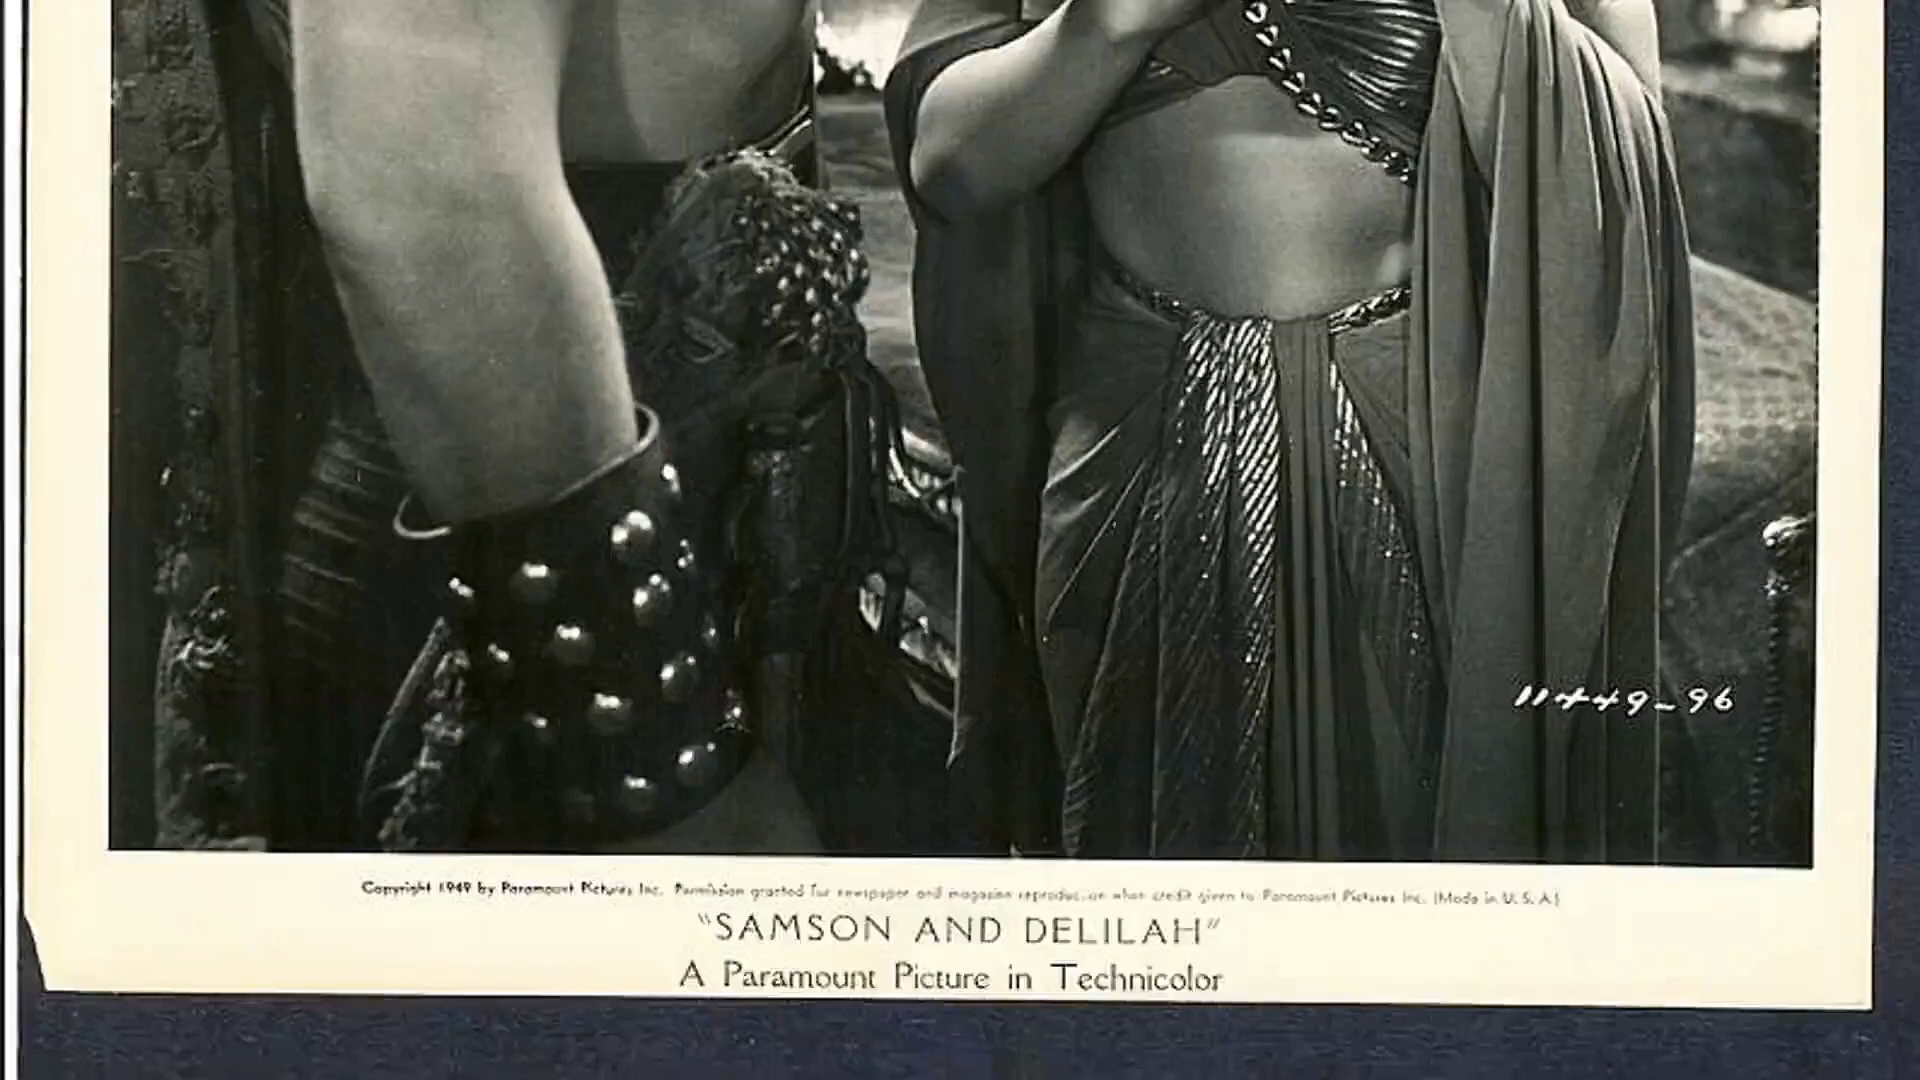 11449-96
Copyright 1949 by Paramount Pictures Inc. Permission granted for newspaper and magazine reproduction when credit given to Paramount Pictures Inc. (Made in U. S. A.)
"SAMSON AND DELILAH"
A Paramount Picture in Technicolor